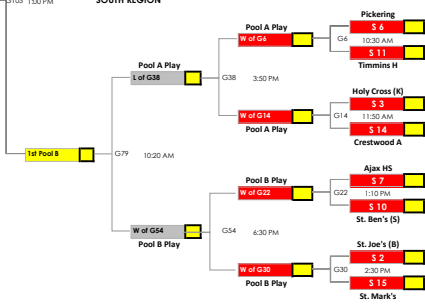 G103 1:00 PM SOUTH REGION
Pickering
Pool A Play S 6
W of G6 G6 10:30 AM
S 11
Pool A Play Timmins H
L of G38 G38 3:50 PM
Holy Cross (K)
S 3
W of G14 G14 11:50 AM
Pool A Play S 14
Crestwood A
1st Pool B G79 10:20 AM
Ajax HS
Pool B Play S 7
W of G22 G22 1:10 PM
S 10
St. Ben's (S)
W of G54 G54 6:30 PM
Pool B Play St. Joe's (B)
S 2
W of G30 G30 2:30 PM
Pool B Play S 15
St. Mark's